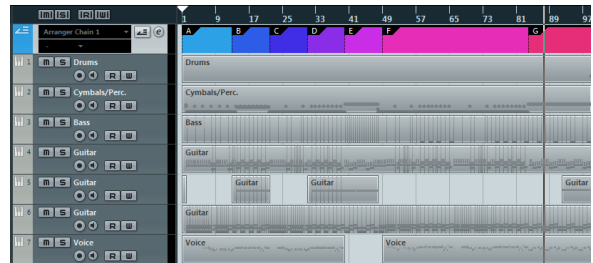 M S R W
1 9 17 25 33 41 49 57 65 73 81 89 97
Arranger Chain 1 e
A B C D E F G
1 M S Drums
R W
Drums
2 M S Cymbals/Perc.
R W
Cymbals/Perc.
3 M S Bass
R W
Bass
4 M S Guitar
R W
Guitar
5 M S Guitar
R W
Guitar Guitar Guitar
6 M S Guitar
R W
Guitar
7 M S Voice
R W
Voice Voice